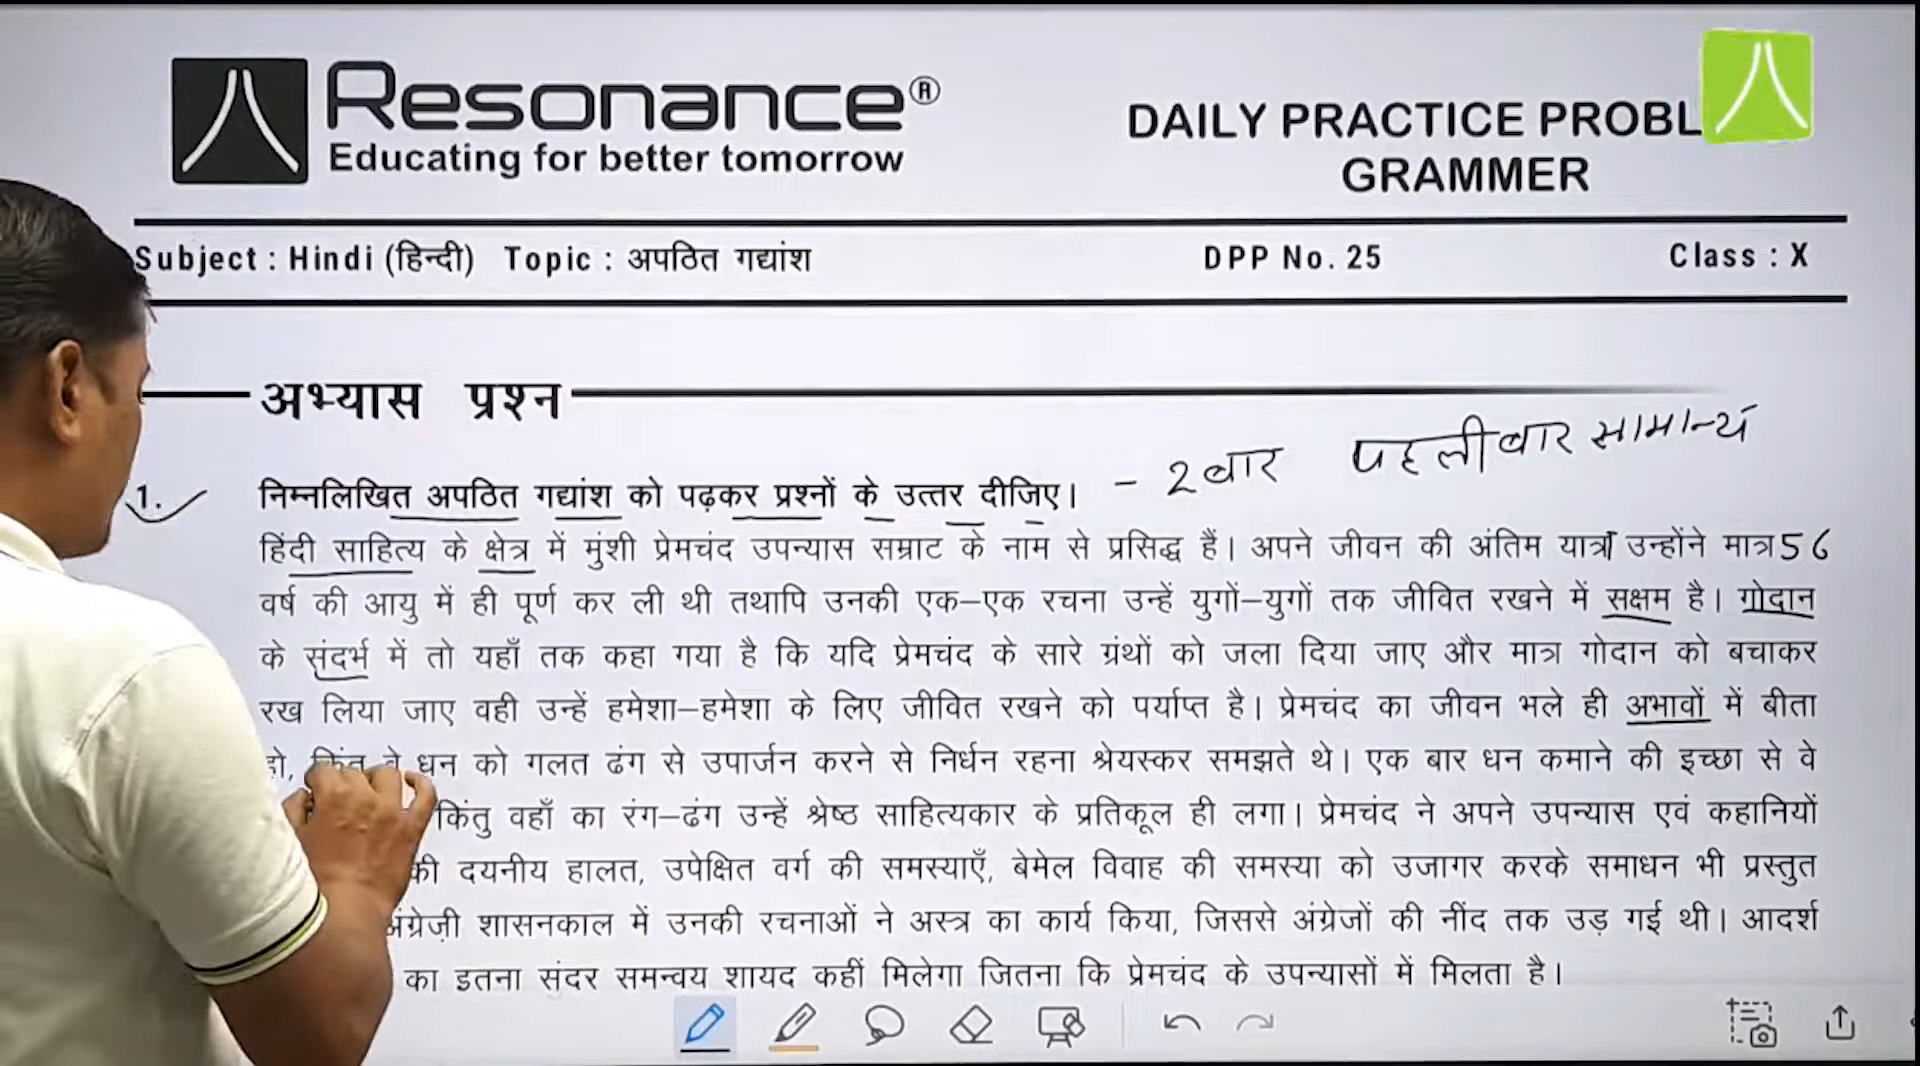 Resonance®
Educating for better tomorrow
DAILY PRACTICE PROBL
GRAMMER
Subject : Hindi (हिन्दी) Topic : अपठित गद्यांश DPP No. 25 Class : X
अभ्यास प्रश्न
- 2 बार पहली बार सामान्य
1. निम्नलिखित अपठित गद्यांश को पढ़कर प्रश्नों के उत्तर दीजिए।
हिंदी साहित्य के क्षेत्र में मुंशी प्रेमचंद उपन्यास सम्राट के नाम से प्रसिद्ध हैं। अपने जीवन की अंतिम यात्रा उन्होंने मात्र 56
वर्ष की आयु में ही पूर्ण कर ली थी तथापि उनकी एक–एक रचना उन्हें युगों–युगों तक जीवित रखने में सक्षम है। गोदान
के संदर्भ में तो यहाँ तक कहा गया है कि यदि प्रेमचंद के सारे ग्रंथों को जला दिया जाए और मात्र गोदान को बचाकर
रख लिया जाए वही उन्हें हमेशा–हमेशा के लिए जीवित रखने को पर्याप्त है। प्रेमचंद का जीवन भले ही अभावों में बीता
हो, किंतु वे धन को गलत ढंग से उपार्जन करने से निर्धन रहना श्रेयस्कर समझते थे। एक बार धन कमाने की इच्छा से वे
किंतु वहाँ का रंग–ढंग उन्हें श्रेष्ठ साहित्यकार के प्रतिकूल ही लगा। प्रेमचंद ने अपने उपन्यास एवं कहानियों
की दयनीय हालत, उपेक्षित वर्ग की समस्याएँ, बेमेल विवाह की समस्या को उजागर करके समाधन भी प्रस्तुत
अंग्रेज़ी शासनकाल में उनकी रचनाओं ने अस्त्र का कार्य किया, जिससे अंग्रेजों की नींद तक उड़ गई थी। आदर्श
का इतना सुंदर समन्वय शायद कहीं मिलेगा जितना कि प्रेमचंद के उपन्यासों में मिलता है।